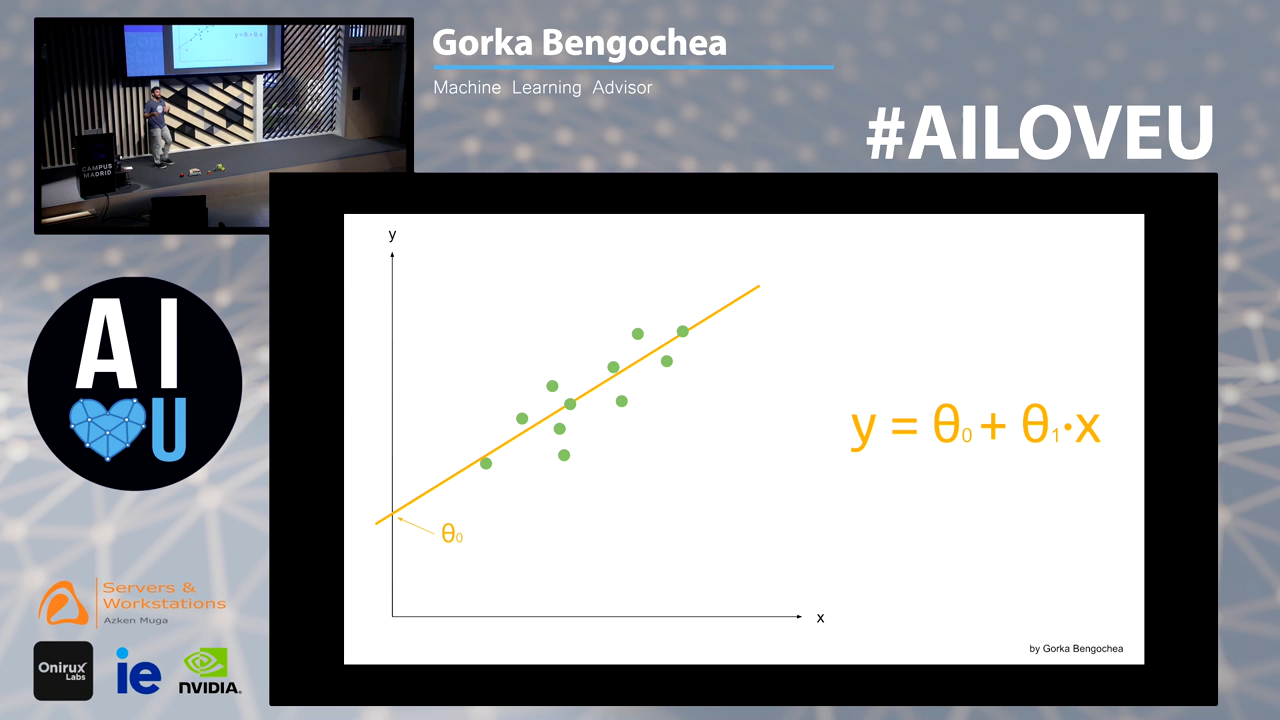 Gorka Bengochea
Machine Learning Advisor
#AILOVEU
CAMPUS
MADRID
y
y = θ0 + θ1·x
θ0
x
by Gorka Bengochea
AI
U
Servers &
Workstations
Azken Muga
Onirux
Labs
ie
NVIDIA.